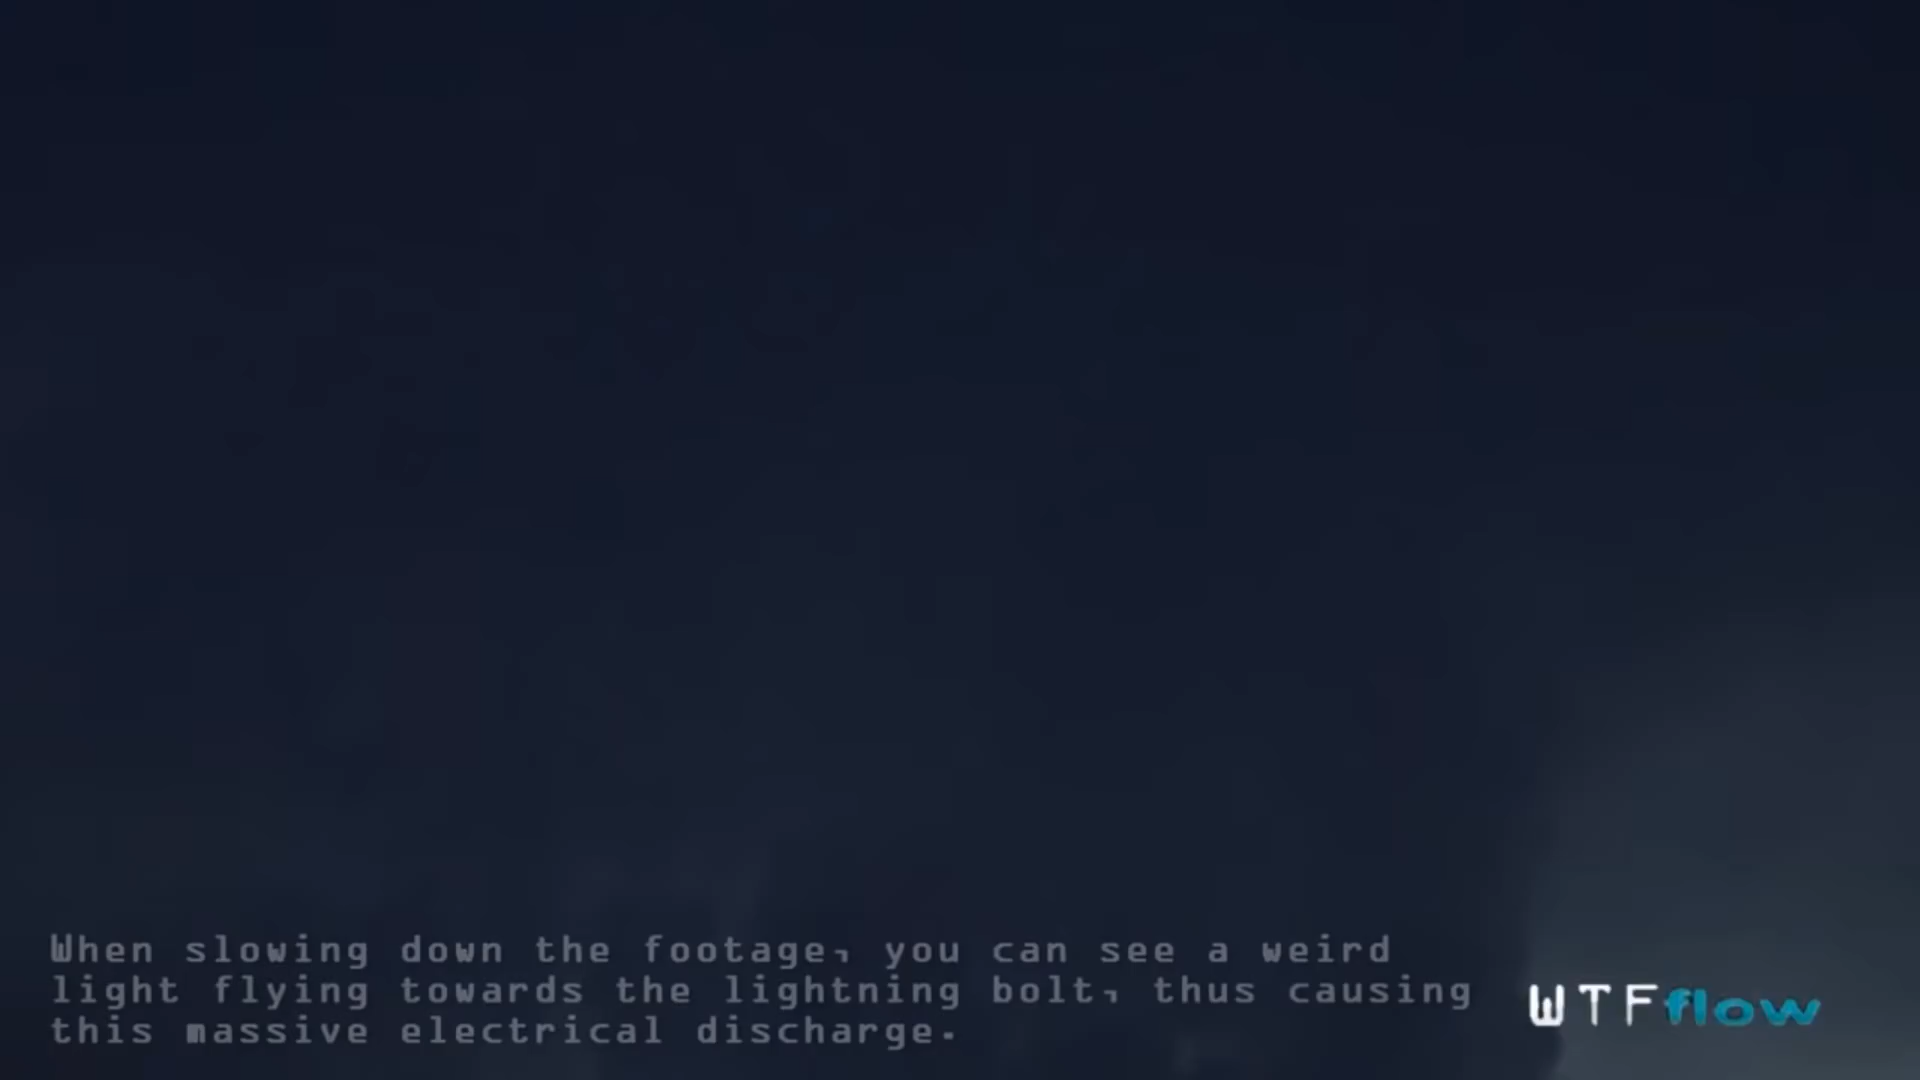 When slowing down the footage, you can see a weird
light flying towards the lightning bolt, thus causing
this massive electrical discharge.
WTFflow